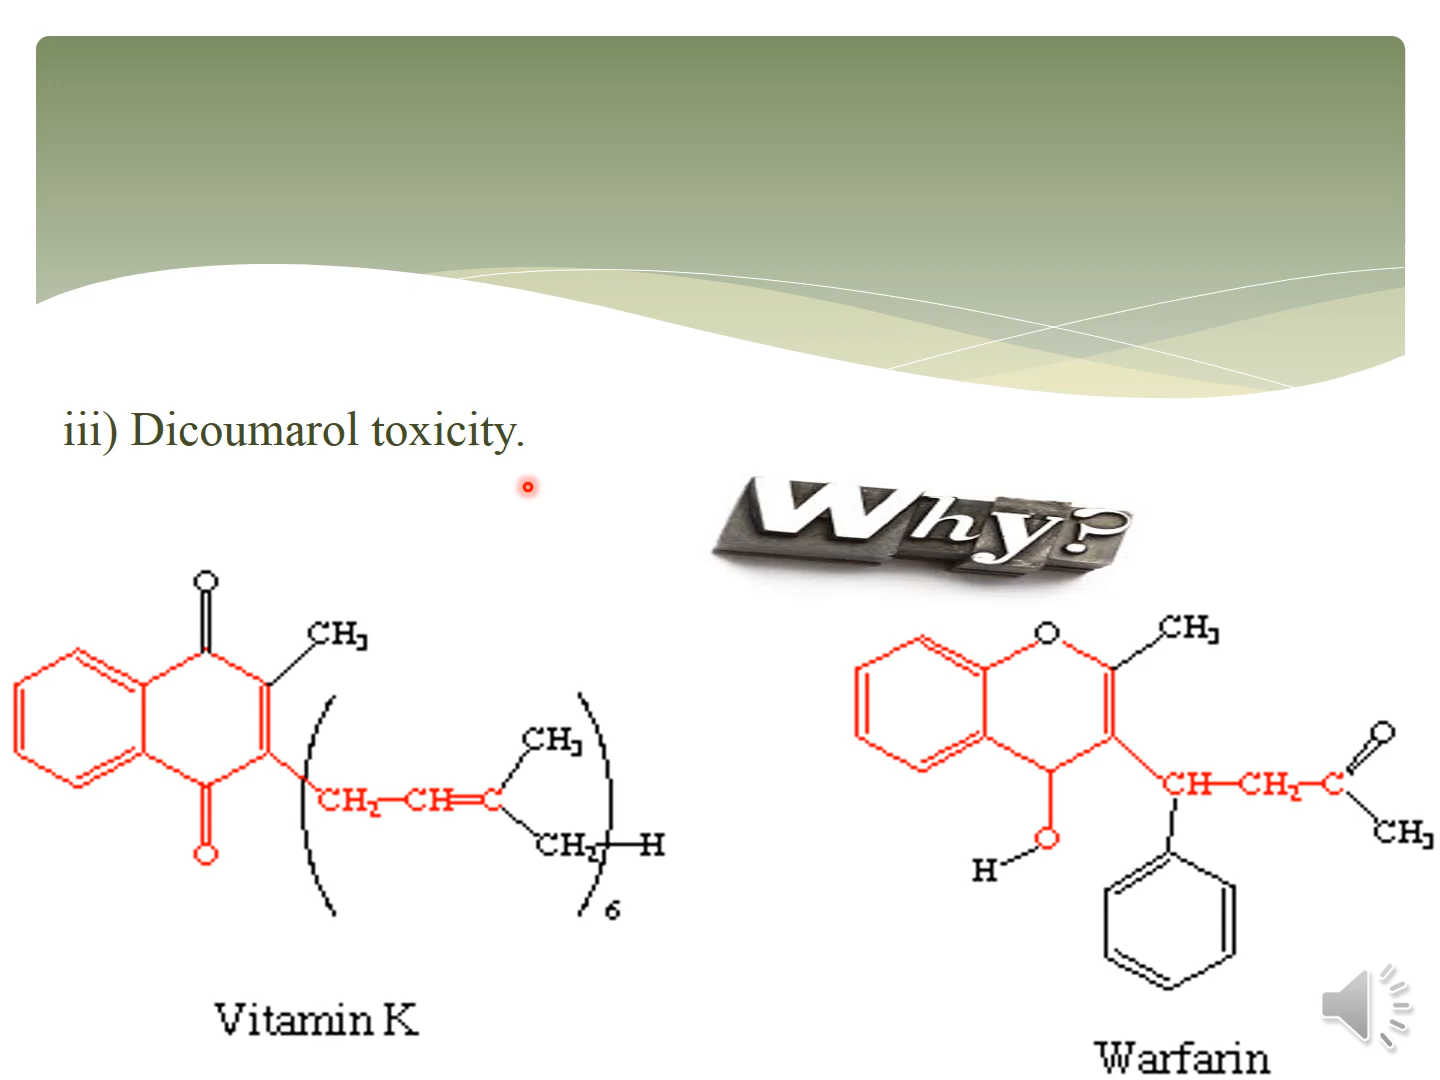 iii) Dicoumarol toxicity.
Why?
O
CH3
CH2 CH C
CH3
CH2 H
6
O
Vitamin K
O
CH3
CH CH2 C
O
CH3
O
H
Warfarin